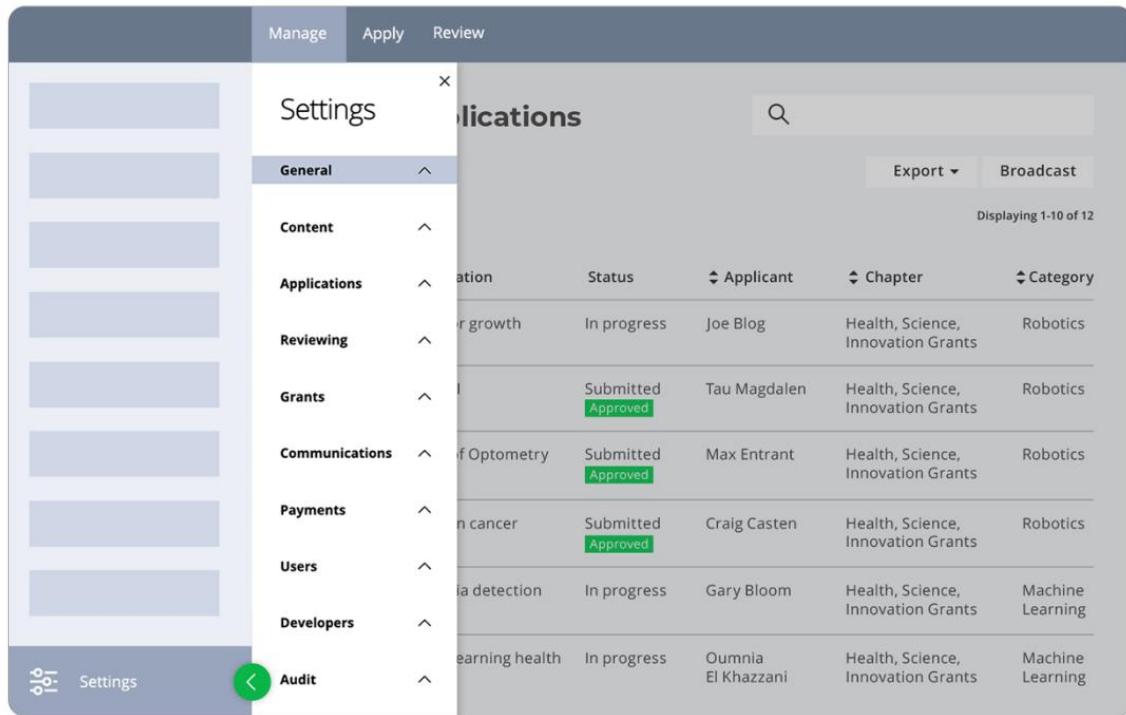 Manage Apply Review
Settings
General
Content
Applications
Reviewing
Grants
Communications
Payments
Users
Developers
Audit
Settings
lications
Export Broadcast
Displaying 1-10 of 12
ation Status Applicant Chapter Category
r growth In progress Joe Blog Health, Science, Robotics
Innovation Grants
l Submitted Tau Magdalen Health, Science, Robotics
Approved Innovation Grants
f Optometry Submitted Max Entrant Health, Science, Robotics
Approved Innovation Grants
n cancer Submitted Craig Casten Health, Science, Robotics
Approved Innovation Grants
ia detection In progress Gary Bloom Health, Science, Machine
Innovation Grants Learning
earning health In progress Oumnia Health, Science, Machine
El Khazzani Innovation Grants Learning